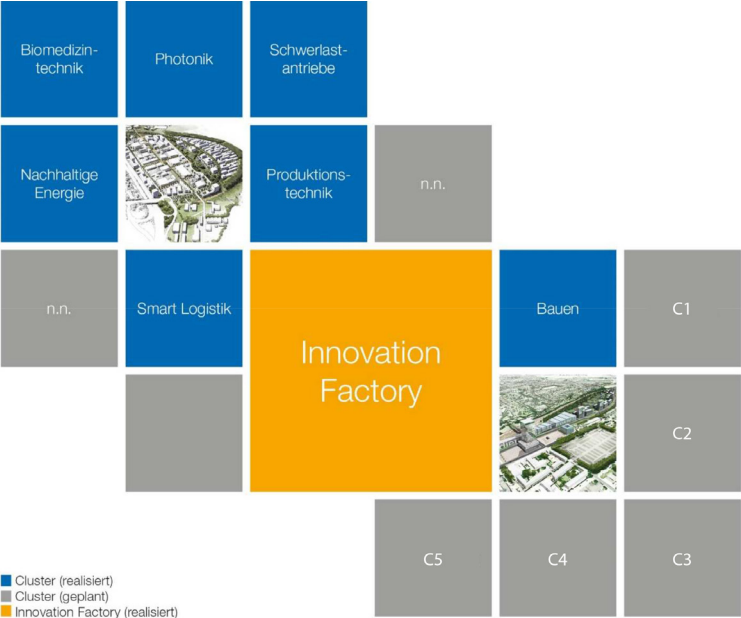 Biomedizin-
technik
Photonik
Schwerlast-
antriebe
Nachhaltige
Energie
Produktions-
technik
n.n.
n.n.
Smart Logistik
Innovation
Factory
Bauen
C1
C2
C5
C4
C3
Cluster (realisiert)
Cluster (geplant)
Innovation Factory (realisiert)